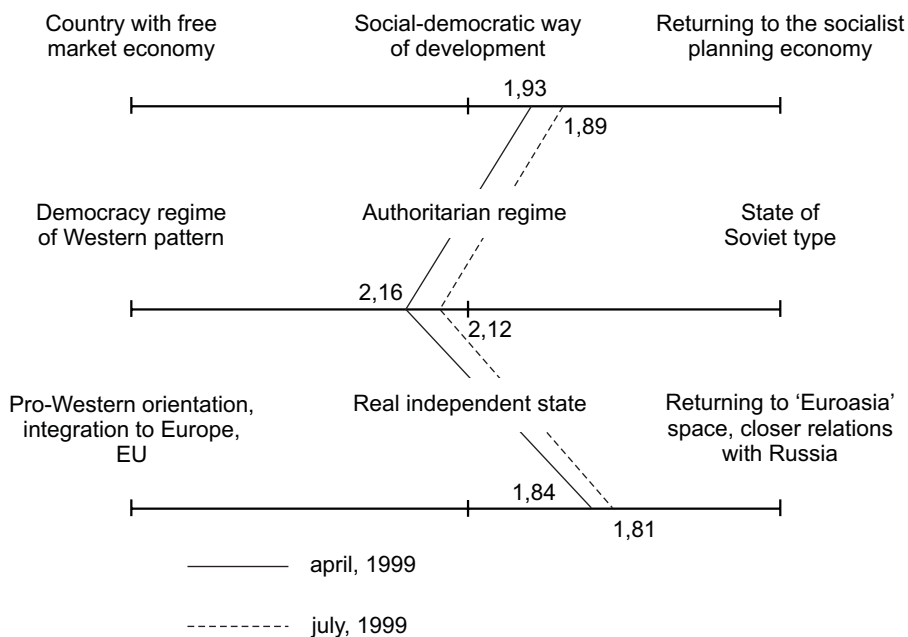 Country with free
market economy
Social-democratic way
of development
Returning to the socialist
planning economy
1,93
1,89
Democracy regime
of Western pattern
Authoritarian regime
State of
Soviet type
2,16
2,12
Pro-Western orientation,
integration to Europe,
EU
Real independent state
Returning to ‘Euroasia’
space, closer relations
with Russia
1,84
1,81
april, 1999
july, 1999